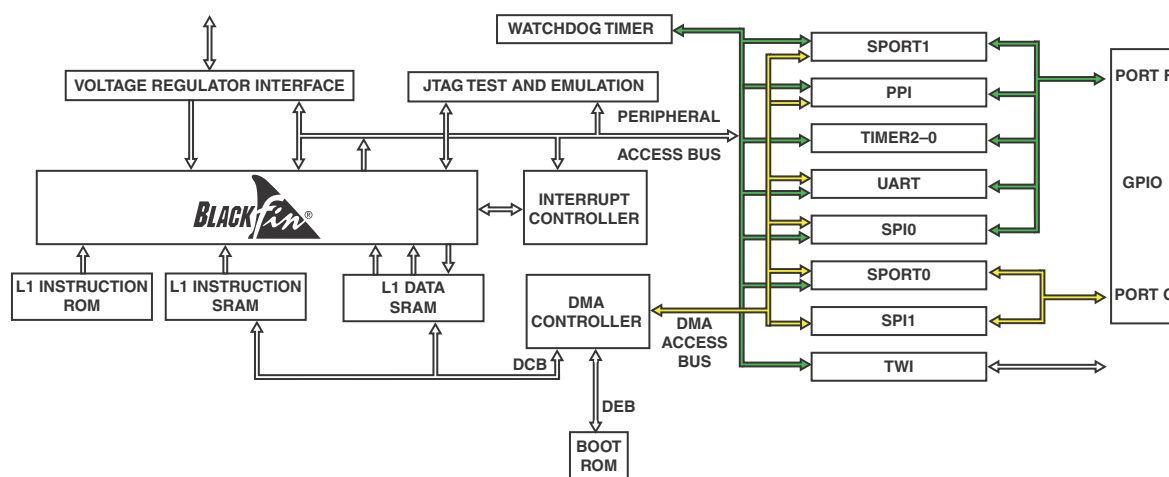 WATCHDOG TIMER
VOLTAGE REGULATOR INTERFACE
JTAG TEST AND EMULATION
PERIPHERAL
ACCESS BUS
BLACKfin®
INTERRUPT
CONTROLLER
L1 INSTRUCTION
ROM
L1 INSTRUCTION
SRAM
L1 DATA
SRAM
DMA
CONTROLLER
DCB
DEB
BOOT
ROM
DMA
ACCESS
BUS
SPORT1
PPI
TIMER2–0
UART
SPI0
SPORT0
SPI1
TWI
PORT
GPIO
PORT